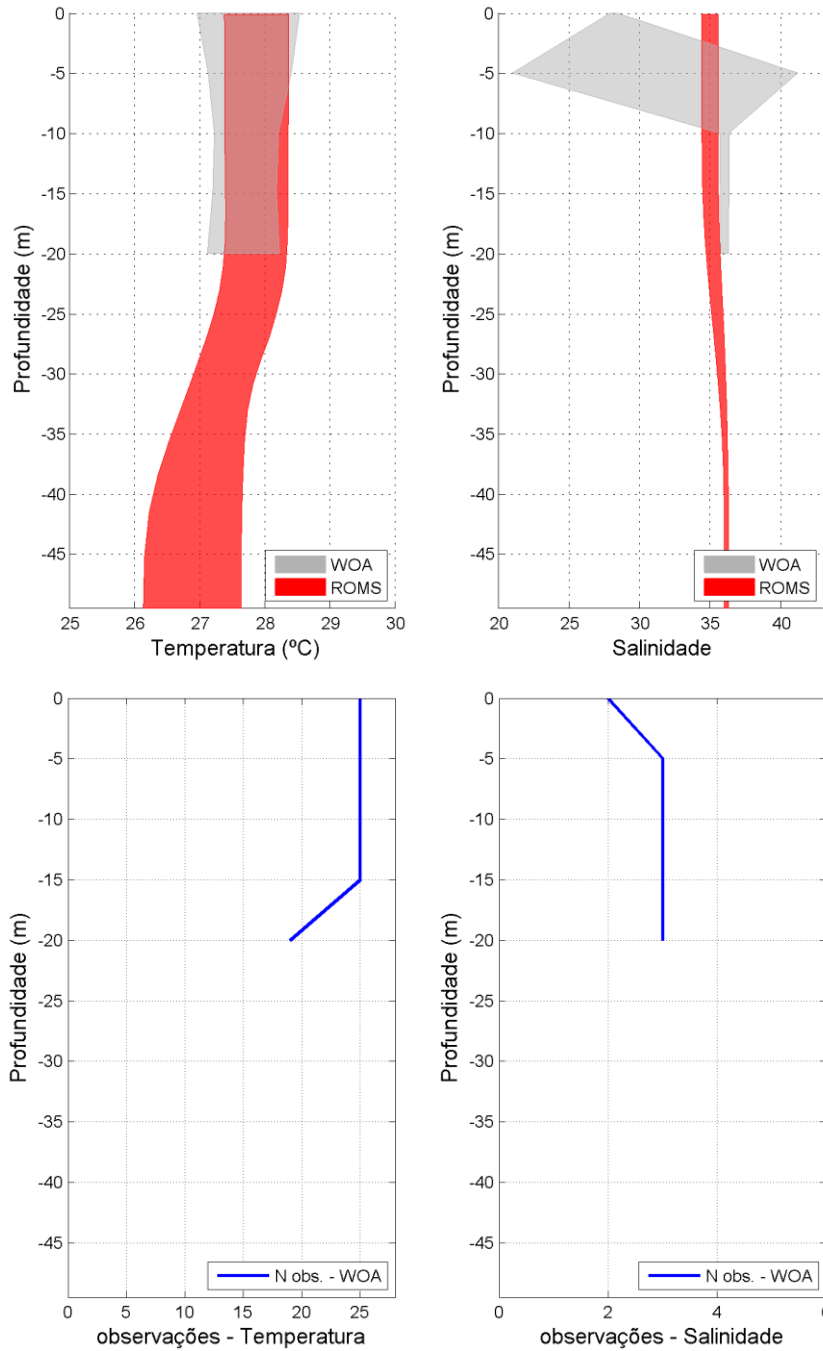 0
-5
-10
-15
-20
-25
-30
-35
-40
-45
Profundidade (m)
WOA
ROMS
25 26 27 28 29 30
Temperatura (ºC)
0
-5
-10
-15
-20
-25
-30
-35
-40
-45
Profundidade (m)
WOA
ROMS
20 25 30 35 40
Salinidade
0
-5
-10
-15
-20
-25
-30
-35
-40
-45
Profundidade (m)
N obs. - WOA
0 5 10 15 20 25
observações - Temperatura
0
-5
-10
-15
-20
-25
-30
-35
-40
-45
Profundidade (m)
N obs. - WOA
0 2 4
observações - Salinidade